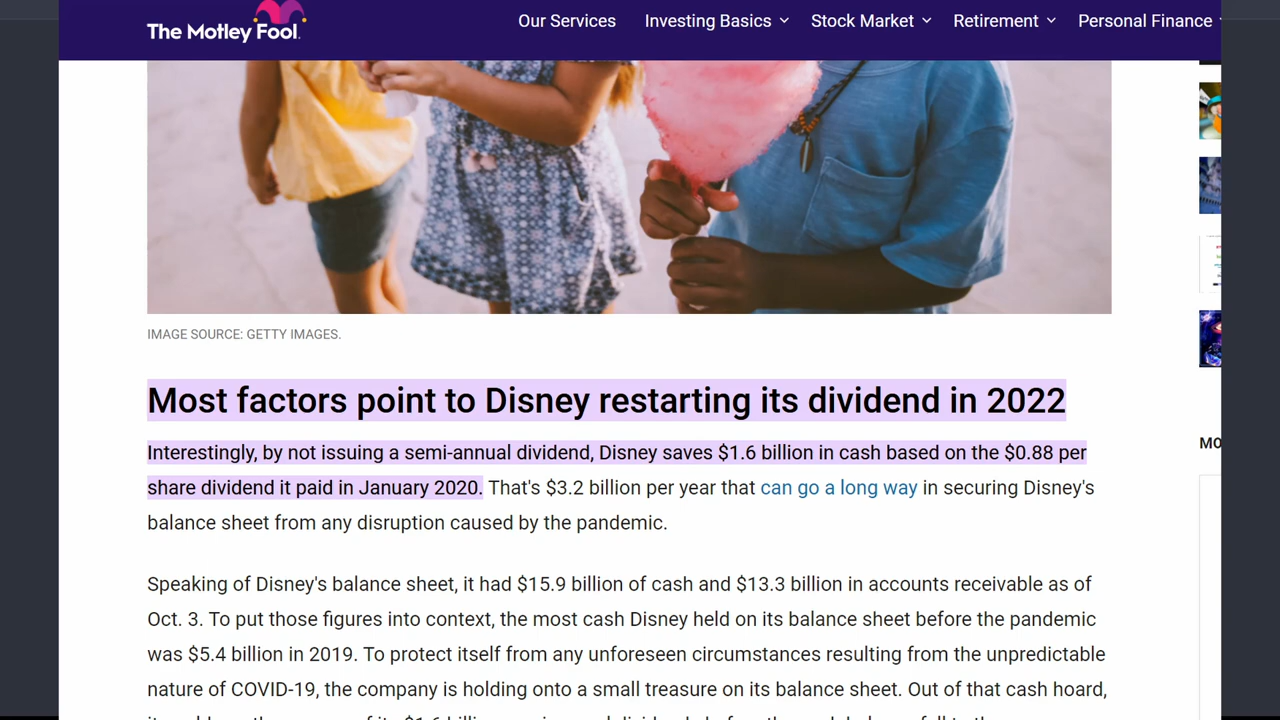 The Motley Fool.
Our Services
Investing Basics
Stock Market
Retirement
Personal Finance
IMAGE SOURCE: GETTY IMAGES.
Most factors point to Disney restarting its dividend in 2022
Interestingly, by not issuing a semi-annual dividend, Disney saves $1.6 billion in cash based on the $0.88 per
share dividend it paid in January 2020. That's $3.2 billion per year that can go a long way in securing Disney's
balance sheet from any disruption caused by the pandemic.
MO
Speaking of Disney's balance sheet, it had $15.9 billion of cash and $13.3 billion in accounts receivable as of
Oct. 3. To put those figures into context, the most cash Disney held on its balance sheet before the pandemic
was $5.4 billion in 2019. To protect itself from any unforeseen circumstances resulting from the unpredictable
nature of COVID-19, the company is holding onto a small treasure on its balance sheet. Out of that cash hoard,